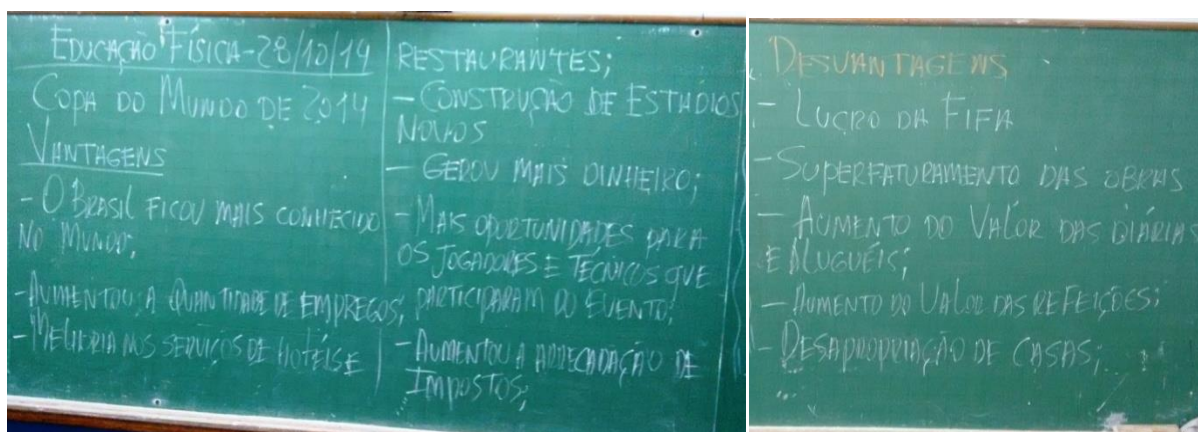 EDUCAÇÃO FÍSICA-28/10/14
COPA DO MUNDO DE 2014
VANTAGENS
- O BRASIL FICOU MAIS CONHECIDO
NO MUNDO;
- AUMENTOU A QUANTIDADE DE EMPREGOS;
- MELHORIA NOS SERVIÇOS DE HOTÉIS E
RESTAURANTES;
- CONSTRUÇÃO DE ESTÁDIOS
NOVOS
- GEROU MAIS DINHEIRO;
- MAIS OPORTUNIDADES PARA
OS JOGADORES E TÉCNICOS QUE
PARTICIPARAM DO EVENTO;
- AUMENTOU A ARRECADAÇÃO DE
IMPOSTOS;
...
DESVANTAGENS
- LUCRO DA FIFA
- SUPERFATURAMENTO DAS OBRAS
- AUMENTO DO VALOR DAS DIÁRIAS
E ALUGUÉIS;
- AUMENTO DO VALOR DAS REFEIÇÕES;
- DESAPROPRIAÇÃO DE CASAS;
...